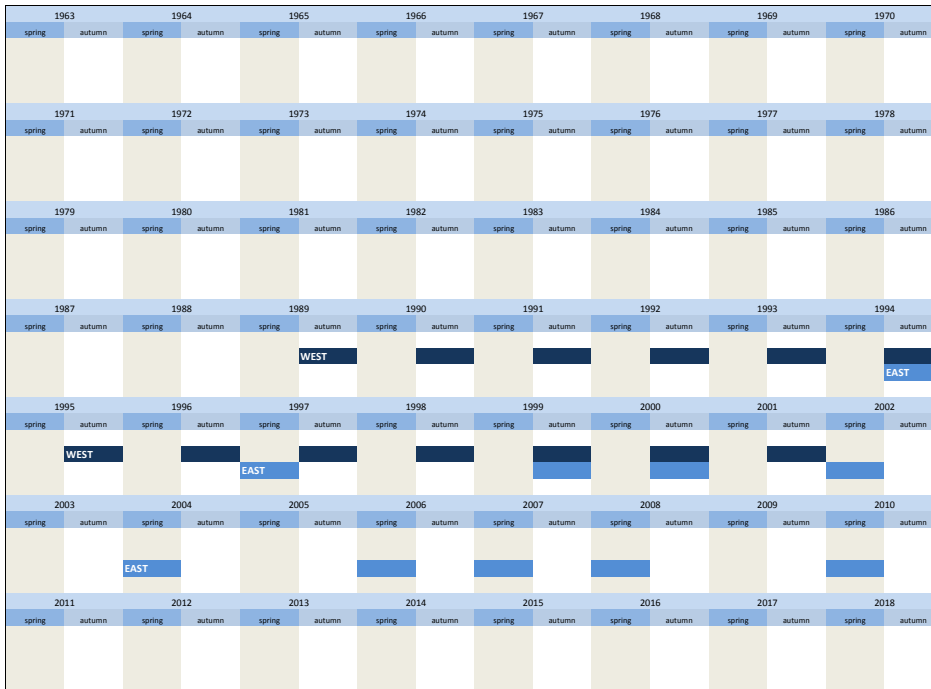 1963 1964 1965 1966 1967 1968 1969 1970
spring autumn spring autumn spring autumn spring autumn spring autumn spring autumn spring autumn spring autumn
1971 1972 1973 1974 1975 1976 1977 1978
spring autumn spring autumn spring autumn spring autumn spring autumn spring autumn spring autumn spring autumn
1979 1980 1981 1982 1983 1984 1985 1986
spring autumn spring autumn spring autumn spring autumn spring autumn spring autumn spring autumn spring autumn
1987 1988 1989 1990 1991 1992 1993 1994
spring autumn spring autumn spring autumn spring autumn spring autumn spring autumn spring autumn spring autumn
WEST
EAST
1995 1996 1997 1998 1999 2000 2001 2002
spring autumn spring autumn spring autumn spring autumn spring autumn spring autumn spring autumn spring autumn
WEST
EAST
2003 2004 2005 2006 2007 2008 2009 2010
spring autumn spring autumn spring autumn spring autumn spring autumn spring autumn spring autumn spring autumn
EAST
2011 2012 2013 2014 2015 2016 2017 2018
spring autumn spring autumn spring autumn spring autumn spring autumn spring autumn spring autumn spring autumn